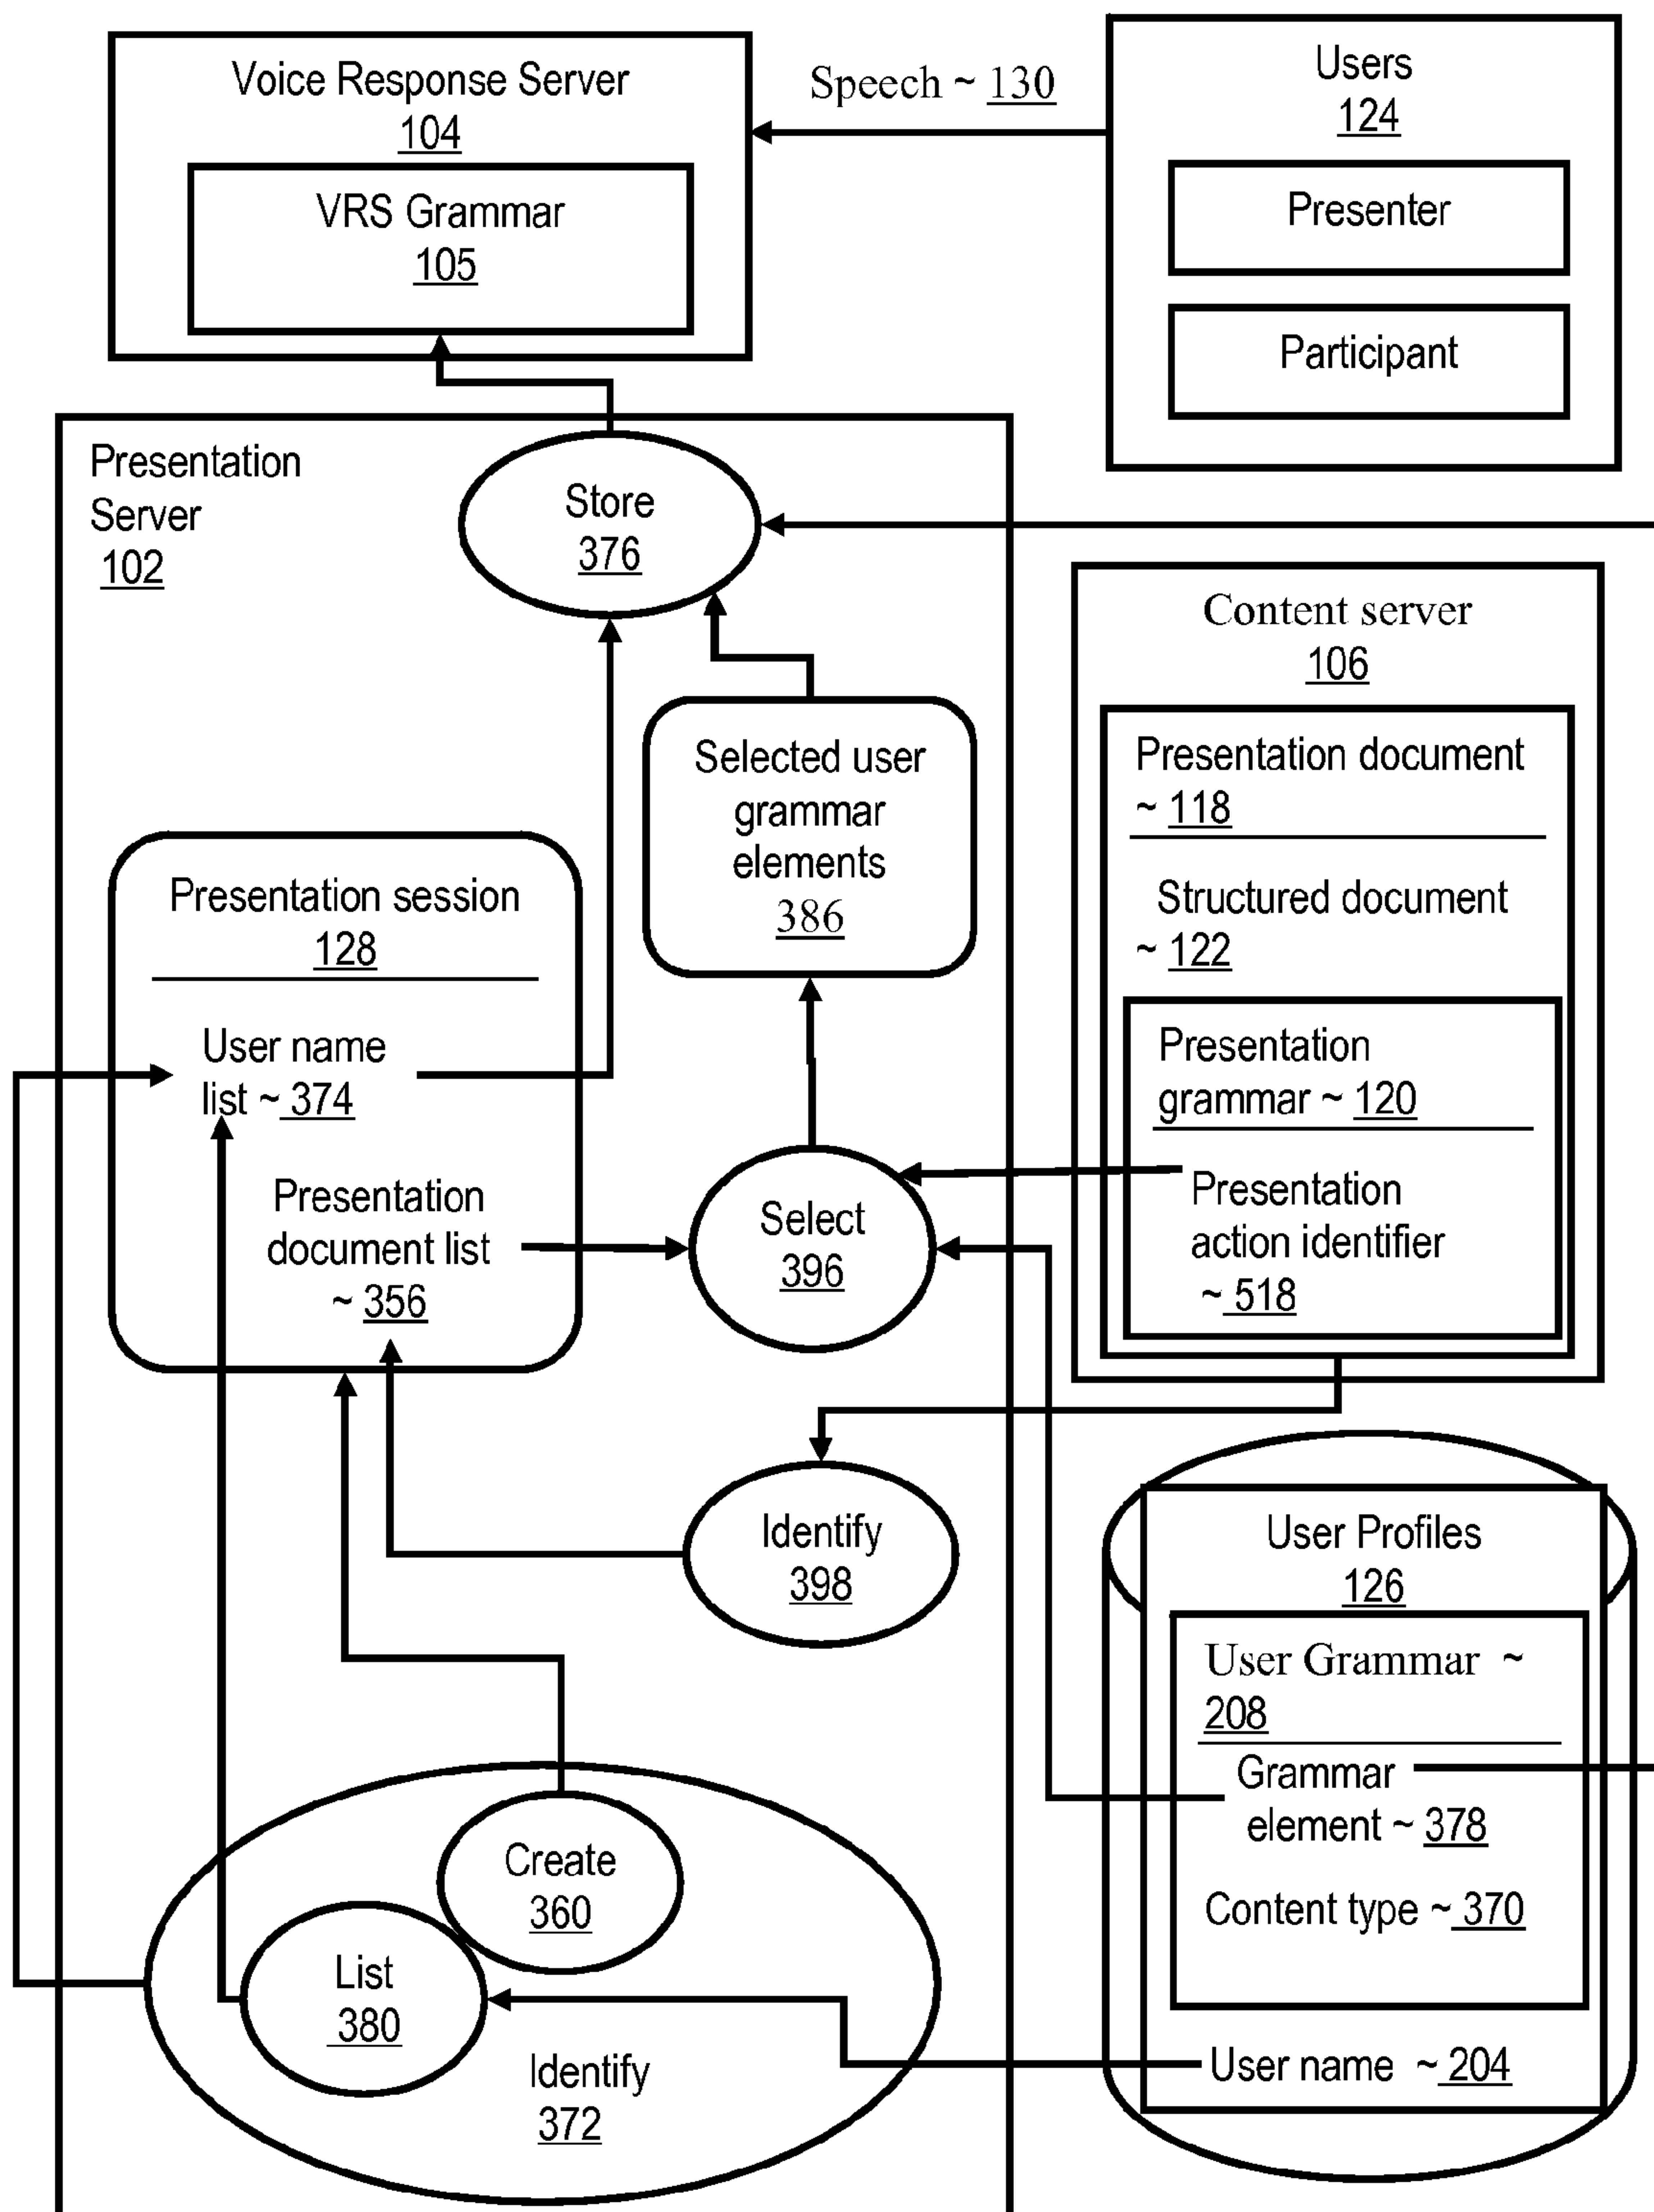 Voice Response Server
104
VRS Grammar
105
Speech ~ 130
Users
124
Presenter
Participant
Presentation
Server
102
Store
376
Content server
106
Presentation document
~ 118
Structured document
~ 122
Presentation
grammar ~ 120
Presentation
action identifier
~ 518
Selected user
grammar
elements
386
Presentation session
128
User name
list ~ 374
Presentation
document list
~ 356
Select
396
Identify
398
User Profiles
126
User Grammar ~
208
Grammar
element ~ 378
Content type ~ 370
User name ~ 204
Create
360
List
380
Identify
372